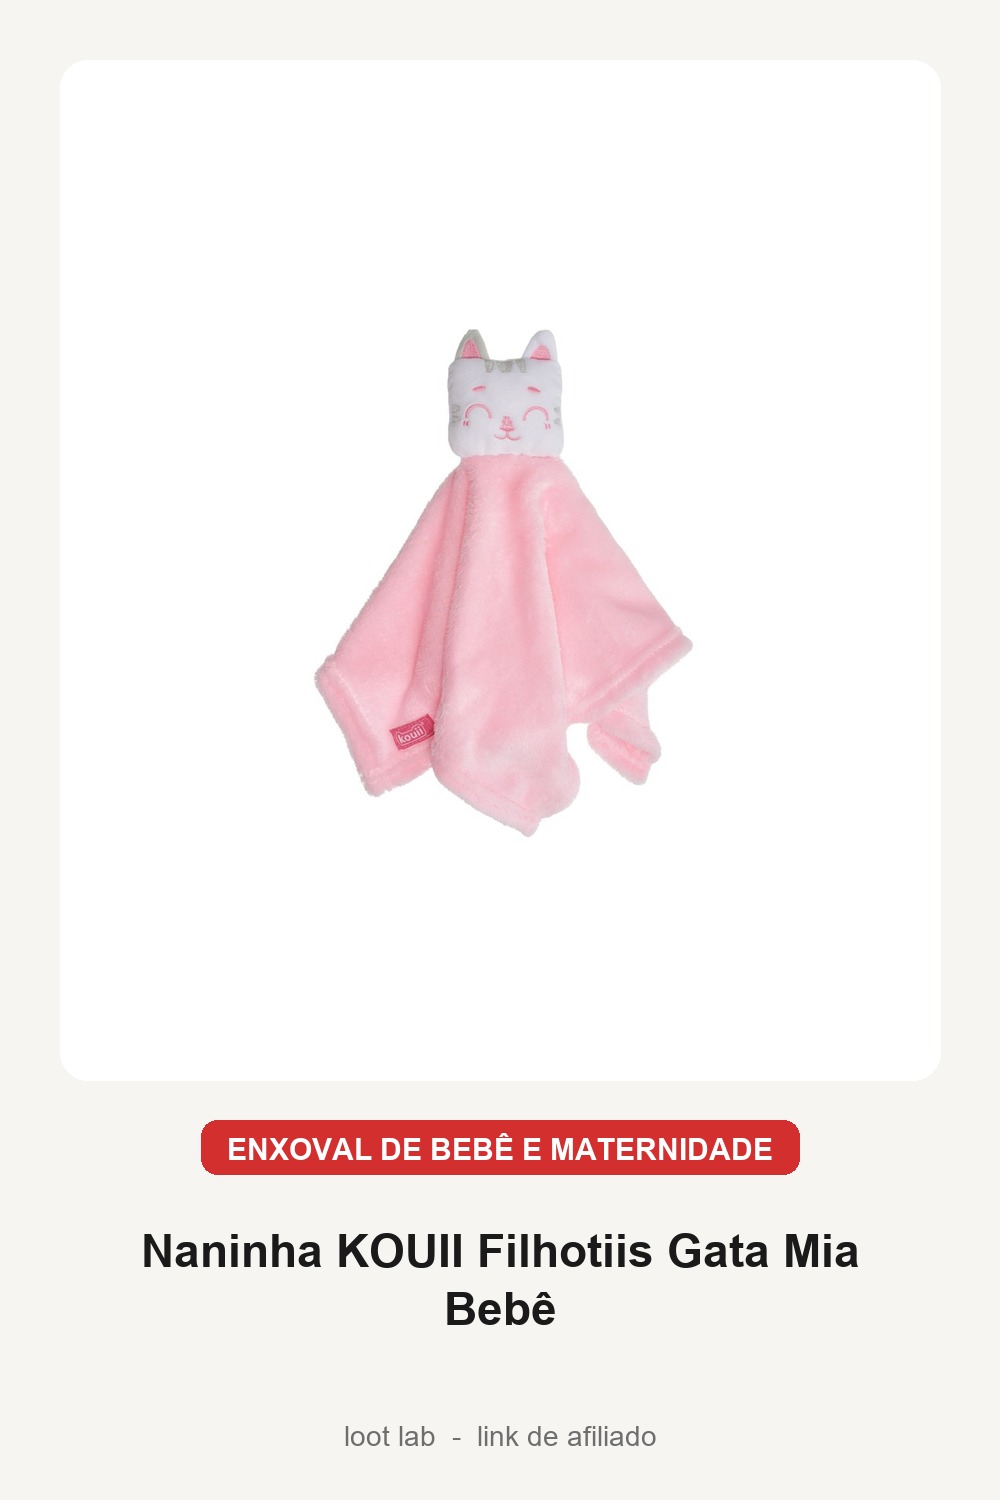 kouii
ENXOVAL DE BEBÊ E MATERNIDADE
Naninha KOUII Filhotiis Gata Mia
Bebê
loot lab - link de afiliado